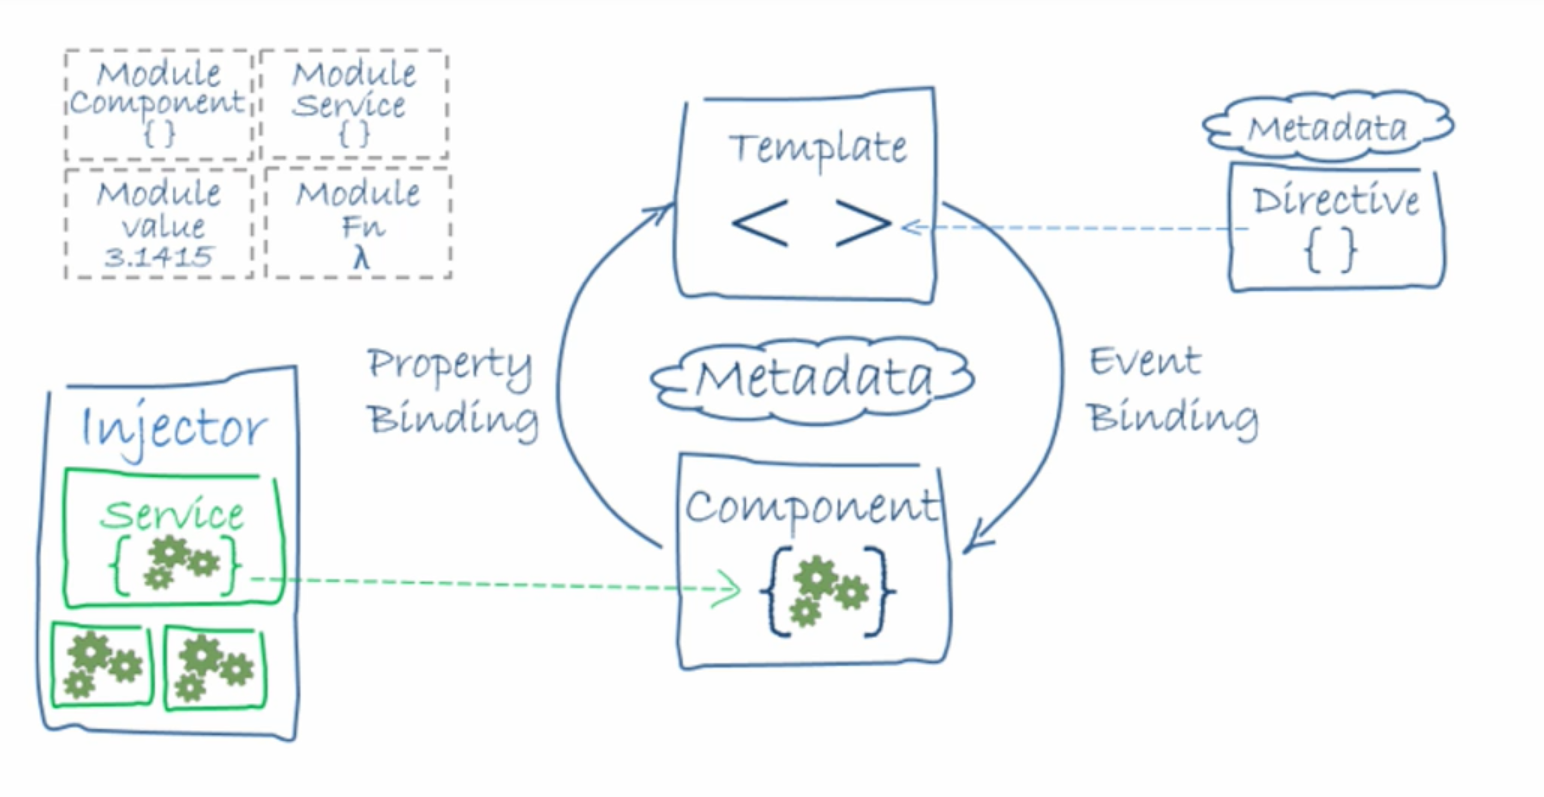 Module
Component
{ }
Module
Service
{ }
Module
value
3.1415
Module
Fn
λ
Template
< >
Metadata
Directive
{ }
Property
Binding
Metadata
Event
Binding
Injector
Service
{ }
Component
{ }